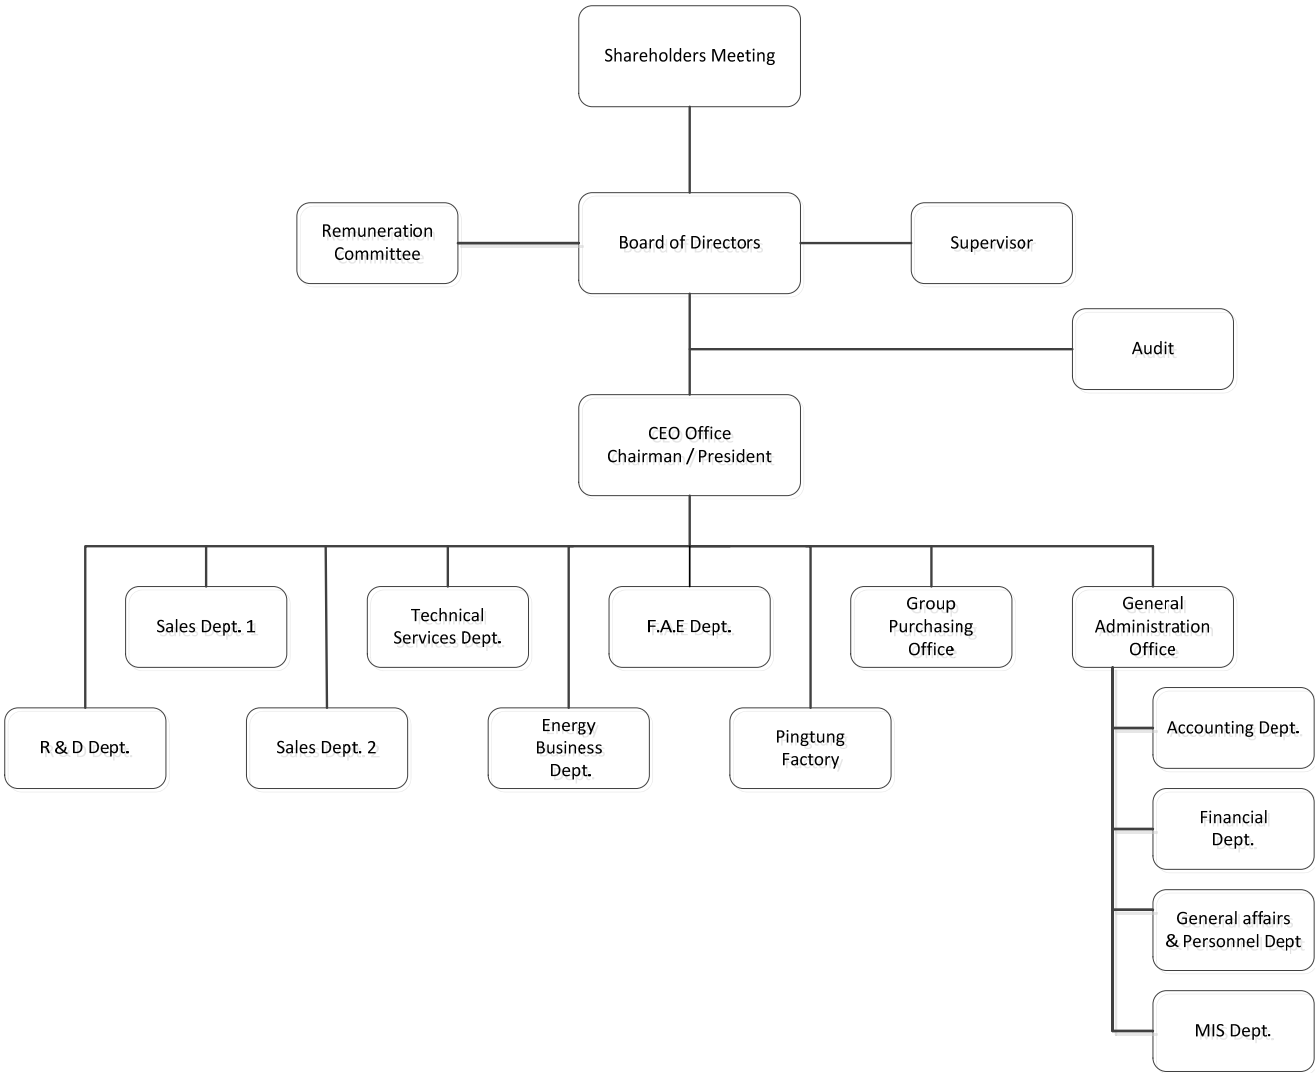 Shareholders Meeting
Remuneration
Committee
Board of Directors
Supervisor
Audit
CEO Office
Chairman / President
Sales Dept. 1
Technical
Services Dept.
F.A.E Dept.
Group
Purchasing
Office
General
Administration
Office
R & D Dept.
Sales Dept. 2
Energy
Business
Dept.
Pingtung
Factory
Accounting Dept.
Financial
Dept.
General affairs
& Personnel Dept
MIS Dept.